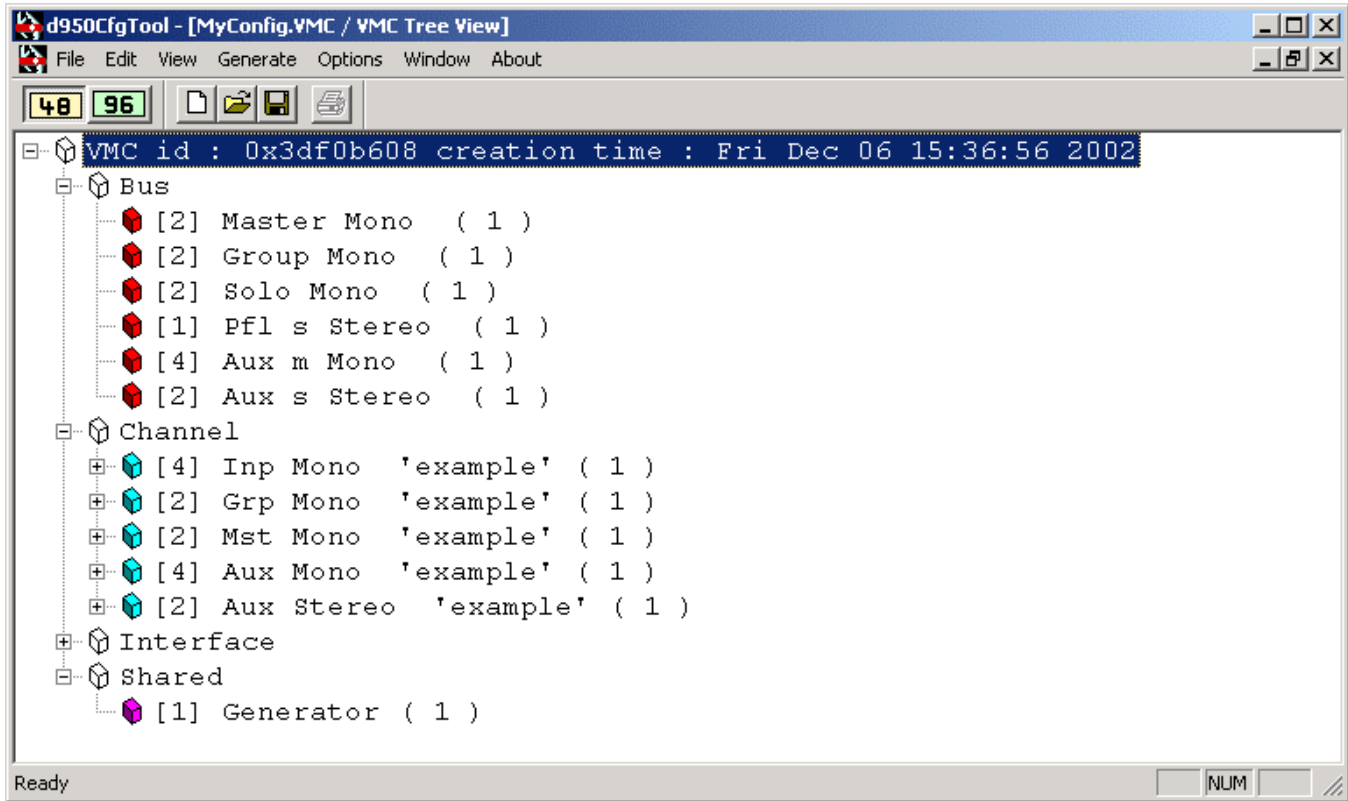 d950CfgTool - [MyConfig.VMC / VMC Tree View]
File Edit View Generate Options Window About
48 96
VMC id : 0x3df0b608 creation time : Fri Dec 06 15:36:56 2002
Bus
[2] Master Mono ( 1 )
[2] Group Mono ( 1 )
[2] Solo Mono ( 1 )
[1] Pfl s Stereo ( 1 )
[4] Aux m Mono ( 1 )
[2] Aux s Stereo ( 1 )
Channel
[4] Inp Mono 'example' ( 1 )
[2] Grp Mono 'example' ( 1 )
[2] Mst Mono 'example' ( 1 )
[4] Aux Mono 'example' ( 1 )
[2] Aux Stereo 'example' ( 1 )
Interface
Shared
[1] Generator ( 1 )
Ready NUM